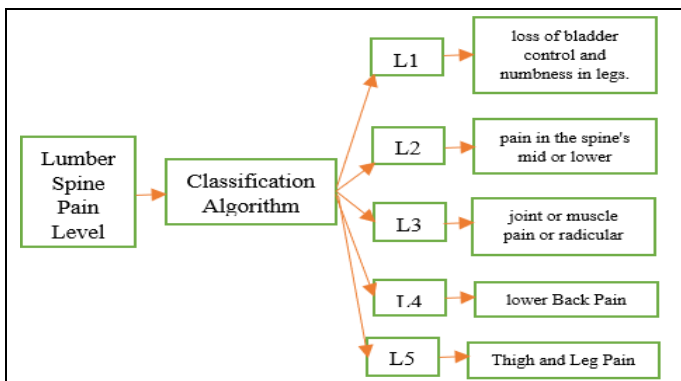 Lumber
Spine
Pain
Level
Classification
Algorithm
L1
loss of bladder
control and
numbness in legs.
L2
pain in the spine's
mid or lower
L3
joint or muscle
pain or radicular
L4
lower Back Pain
L5
Thigh and Leg Pain